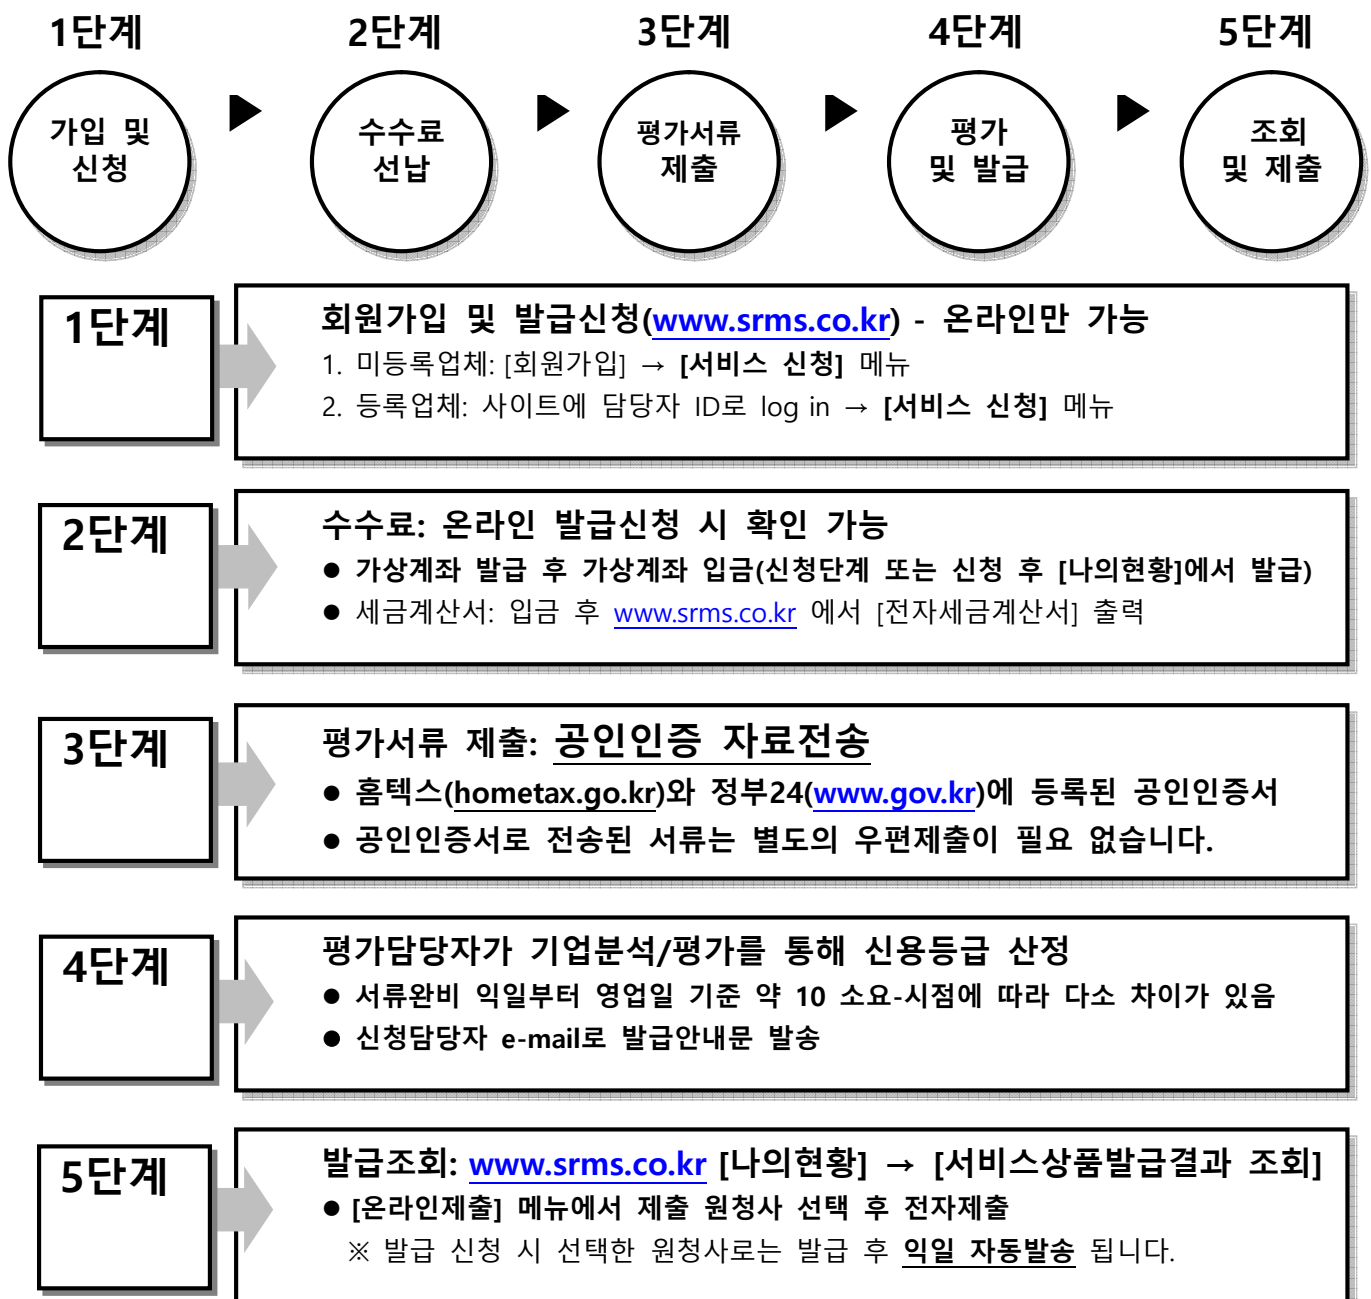 1단계 2단계 3단계 4단계 5단계
가입 및 신청
수수료 선납
평가서류 제출
평가 및 발급
조회 및 제출
1단계
회원가입 및 발급신청(www.srms.co.kr) - 온라인만 가능
1. 미등록업체: [회원가입] → [서비스 신청] 메뉴
2. 등록업체: 사이트에 담당자 ID로 log in → [서비스 신청] 메뉴
2단계
수수료: 온라인 발급신청 시 확인 가능
● 가상계좌 발급 후 가상계좌 입금(신청단계 또는 신청 후 [나의현황]에서 발급)
● 세금계산서: 입금 후 www.srms.co.kr 에서 [전자세금계산서] 출력
3단계
평가서류 제출: 공인인증 자료전송
● 홈텍스(hometax.go.kr)와 정부24(www.gov.kr)에 등록된 공인인증서
● 공인인증서로 전송된 서류는 별도의 우편제출이 필요 없습니다.
4단계
평가담당자가 기업분석/평가를 통해 신용등급 산정
● 서류완비 익일부터 영업일 기준 약 10 소요-시점에 따라 다소 차이가 있음
● 신청담당자 e-mail로 발급안내문 발송
5단계
발급조회: www.srms.co.kr [나의현황] → [서비스상품발급결과 조회]
● [온라인제출] 메뉴에서 제출 원청사 선택 후 전자제출
※ 발급 신청 시 선택한 원청사로는 발급 후 익일 자동발송 됩니다.